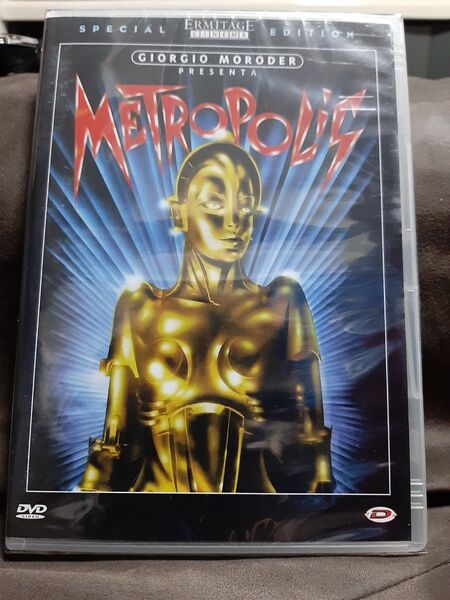 SPECIAL ERMITAGE CINEMA EDITION
GIORGIO MORODER
PRESENTA
METROPOLIS
DVD
VIDEO
D